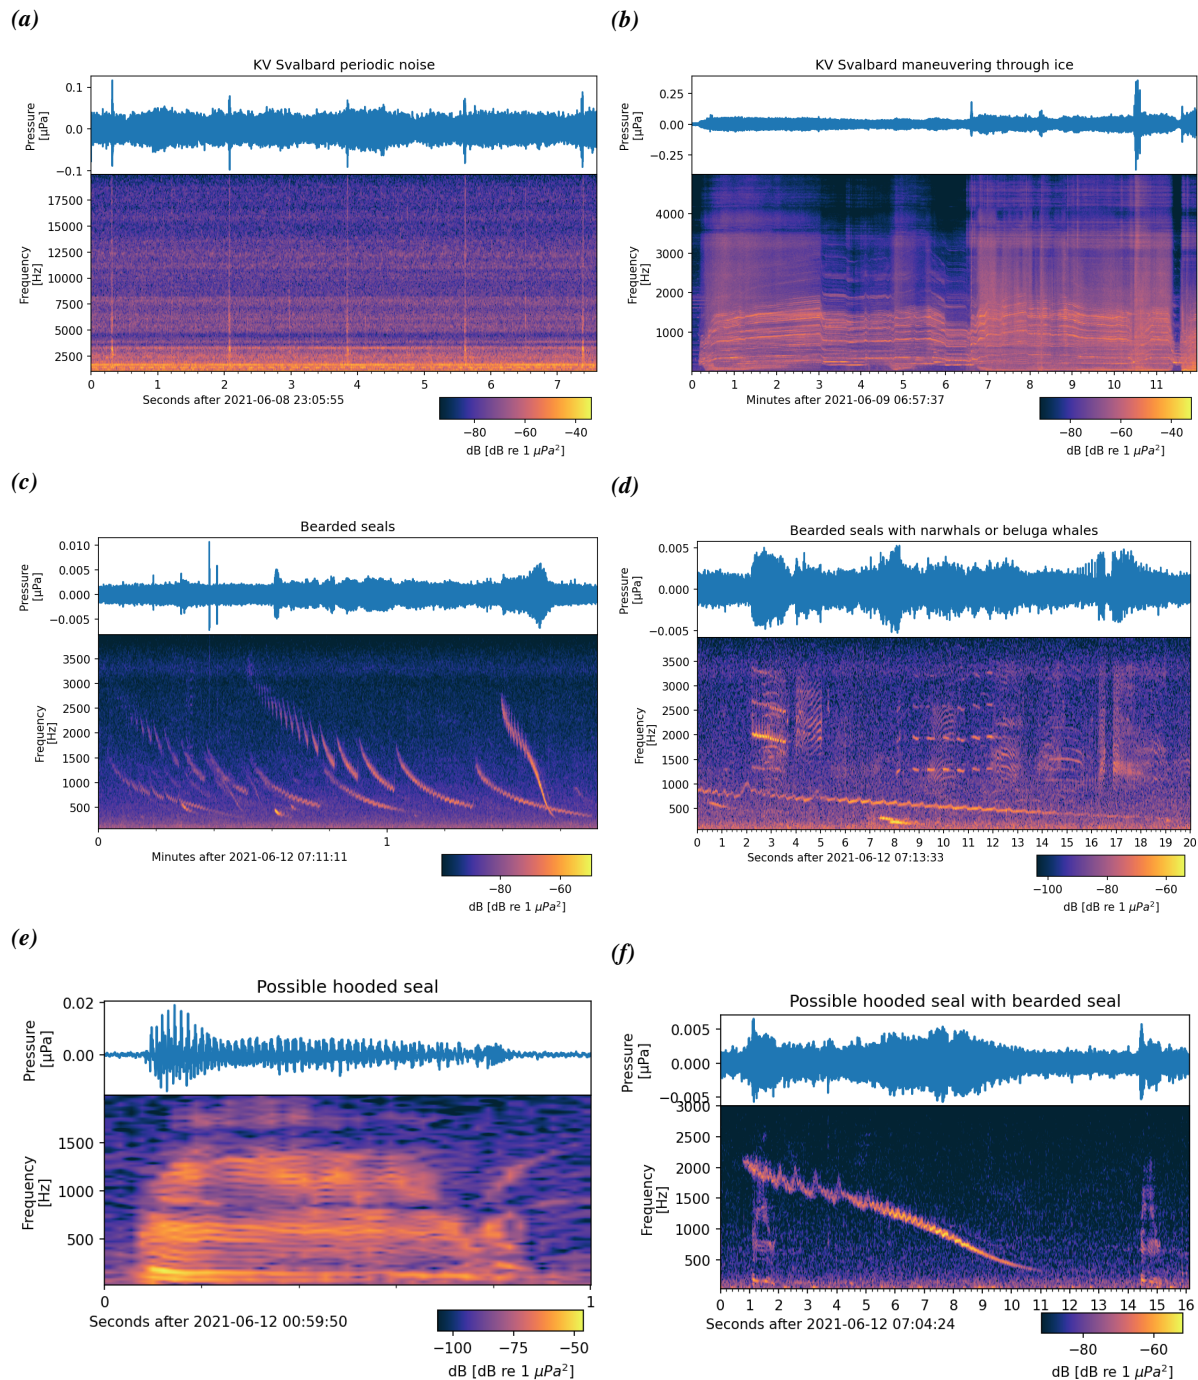 (a)
KV Svalbard periodic noise
Pressure
[µPa]
0.1
0.0
−0.1
Frequency
[Hz]
17500
15000
12500
10000
7500
5000
2500
0 1 2 3 4 5 6 7
Seconds after 2021-06-08 23:05:55
−80 −60 −40
dB [dB re 1 µPa²]
(b)
KV Svalbard maneuvering through ice
Pressure
[µPa]
0.25
0.00
−0.25
Frequency
[Hz]
4000
3000
2000
1000
0 1 2 3 4 5 6 7 8 9 10 11
Minutes after 2021-06-09 06:57:37
−80 −60 −40
dB [dB re 1 µPa²]
(c)
Bearded seals
Pressure
[µPa]
0.010
0.005
0.000
−0.005
Frequency
[Hz]
3500
3000
2500
2000
1500
1000
500
0 1
Minutes after 2021-06-12 07:11:11
−80 −60
dB [dB re 1 µPa²]
(d)
Bearded seals with narwhals or beluga whales
Pressure
[µPa]
0.005
0.000
−0.005
Frequency
[Hz]
3500
3000
2500
2000
1500
1000
500
0 1 2 3 4 5 6 7 8 9 10 11 12 13 14 15 16 17 18 19 20
Seconds after 2021-06-12 07:13:33
−100 −80 −60
dB [dB re 1 µPa²]
(e)
Possible hooded seal
Pressure
[µPa]
0.02
0.00
Frequency
[Hz]
1500
1000
500
0 1
Seconds after 2021-06-12 00:59:50
−100 −75 −50
dB [dB re 1 µPa²]
(f)
Possible hooded seal with bearded seal
Pressure
[µPa]
0.005
0.000
−0.005
Frequency
[Hz]
3000
2500
2000
1500
1000
500
0 1 2 3 4 5 6 7 8 9 10 11 12 13 14 15 16
Seconds after 2021-06-12 07:04:24
−80 −60
dB [dB re 1 µPa²]